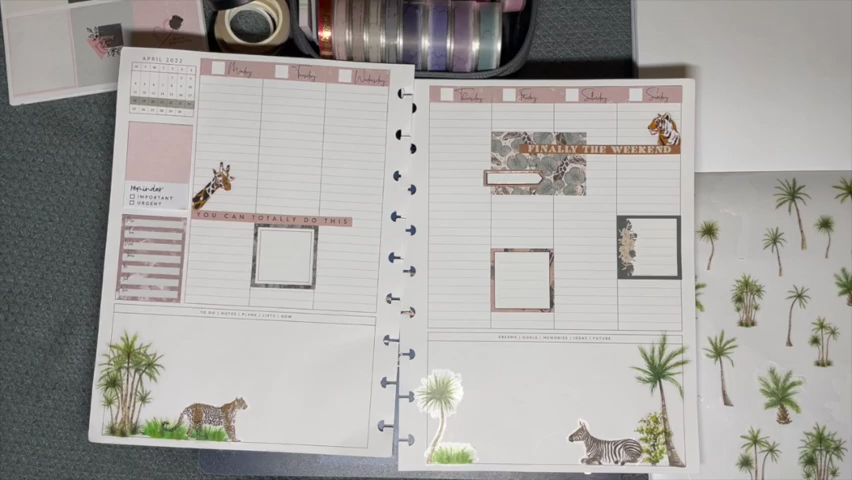 APRIL 2022
Monday
Tuesday
Wednesday
Thursday
Friday
Saturday
Sunday
FINALLY THE WEEKEND
Reminder
IMPORTANT
URGENT
YOU CAN TOTALLY DO THIS
TO DO | NOTES | PLANS | LISTS | NOW
DREAMS | GOALS | MEMORIES | IDEAS | FUTURE